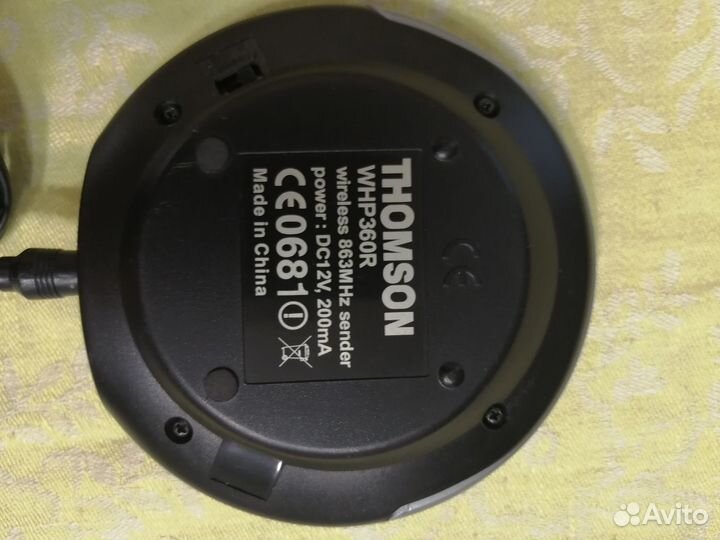 THOMSON
WHP360R
wireless 863MHz sender
power : DC12V, 200mA
CE0681
Made in China
CE
Avito